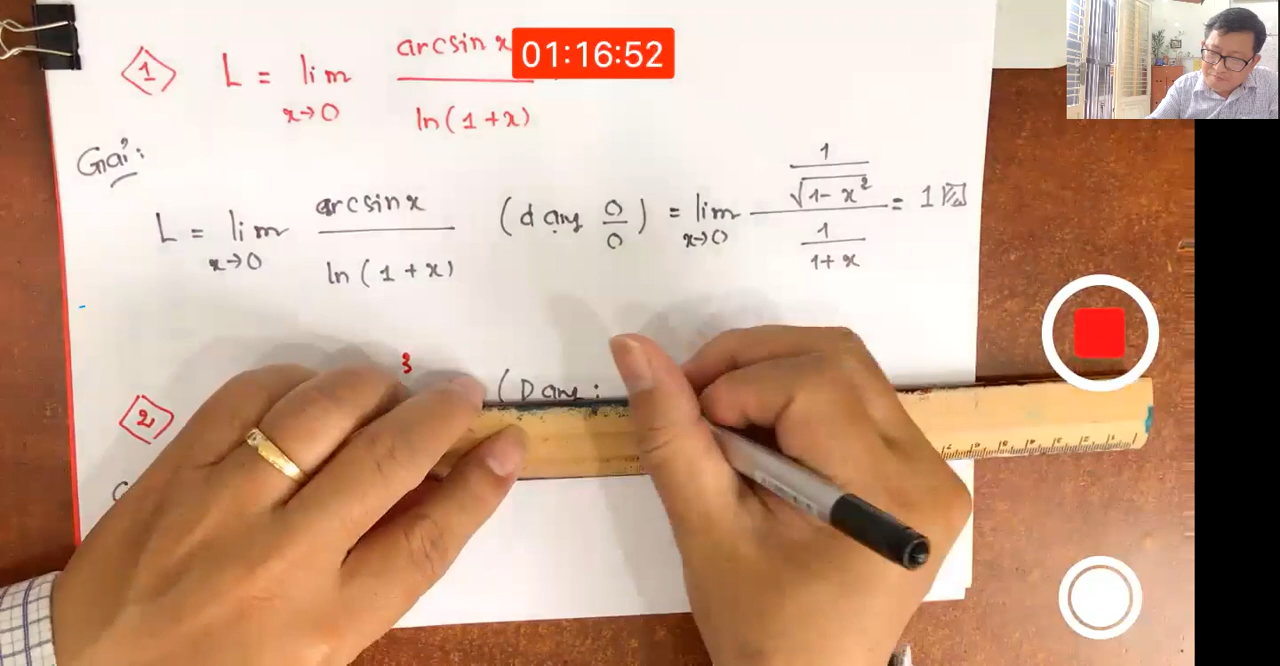 1 L = lim x→0 arcsin x / ln(1+x)
01:16:52
Giải:
L = lim x→0 arcsin x / ln(1+x) (dạng 0/0) = lim x→0 (1/√(1-x²)) / (1/(1+x)) = 1
3
2 (Dạng: